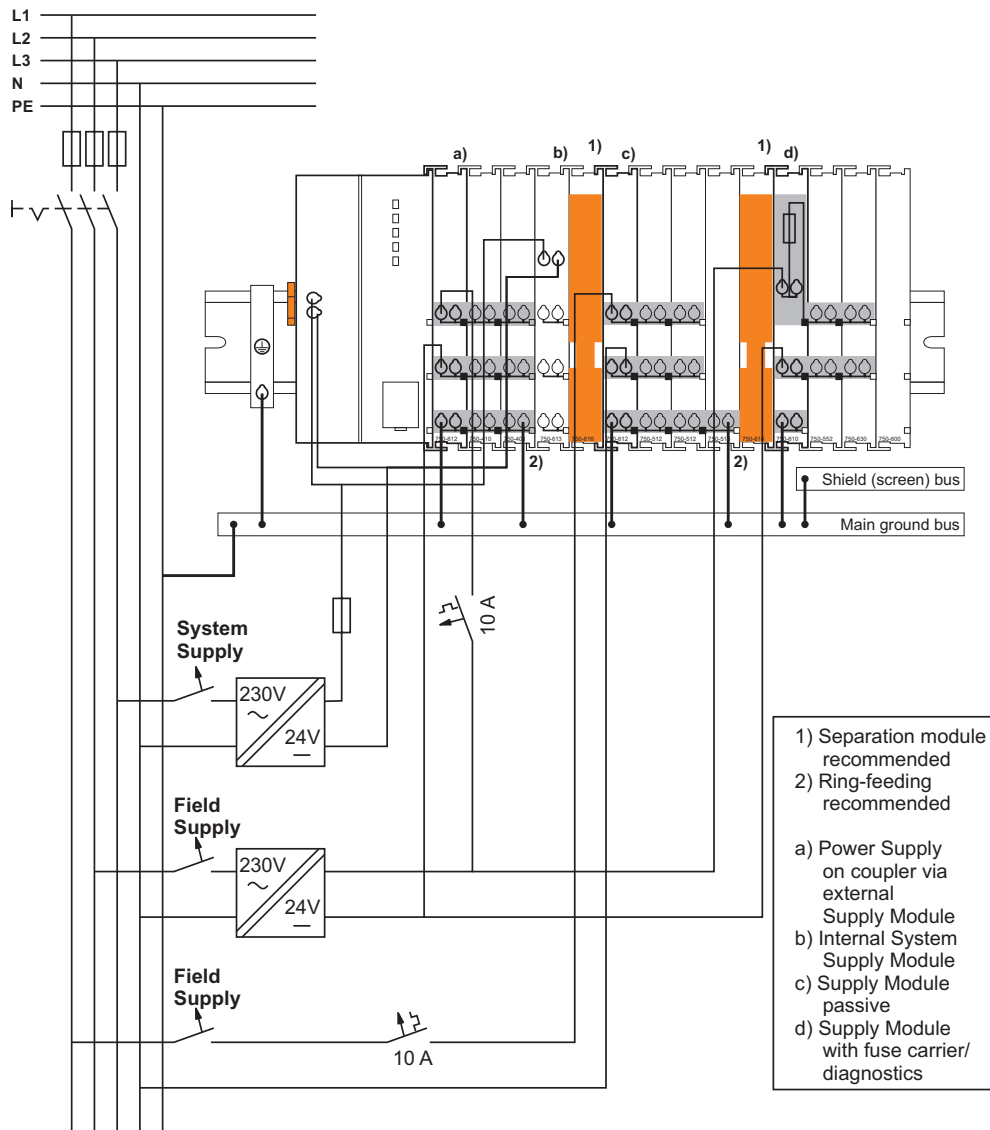 L1
L2
L3
N
PE
a)
b)
1)
c)
1)
d)
750-612
750-410
750-613
750-616
750-612
750-512
750-512
750-610
750-552
750-630
750-600
2)
2)
Shield (screen) bus
Main ground bus
10 A
System
Supply
230V
24V
Field
Supply
230V
24V
Field
Supply
10 A
1) Separation module
recommended
2) Ring-feeding
recommended
a) Power Supply
on coupler via
external
Supply Module
b) Internal System
Supply Module
c) Supply Module
passive
d) Supply Module
with fuse carrier/
diagnostics